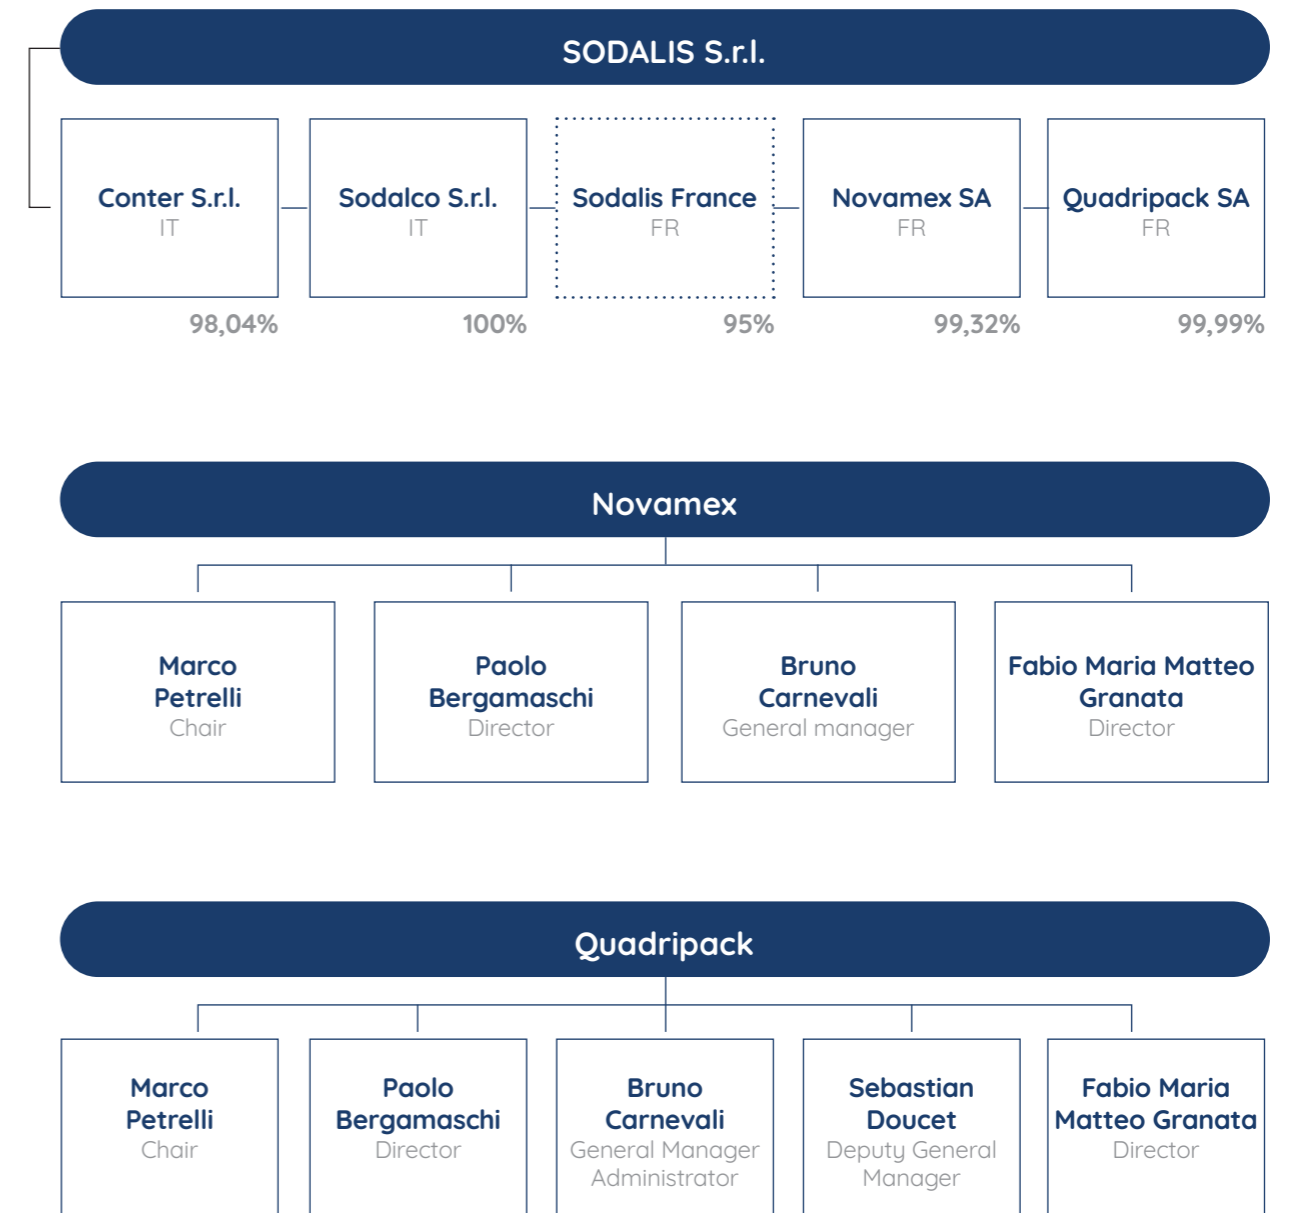 SODALIS S.r.l.
Conter S.r.l.
IT
98,04%
Sodalco S.r.l.
IT
100%
Sodalis France
FR
95%
Novamex SA
FR
99,32%
Quadripack SA
FR
99,99%
Novamex
Marco
Petrelli
Chair
Paolo
Bergamaschi
Director
Bruno
Carnevali
General manager
Fabio Maria Matteo
Granata
Director
Quadripack
Marco
Petrelli
Chair
Paolo
Bergamaschi
Director
Bruno
Carnevali
General Manager
Administrator
Sebastian
Doucet
Deputy General
Manager
Fabio Maria
Matteo Granata
Director